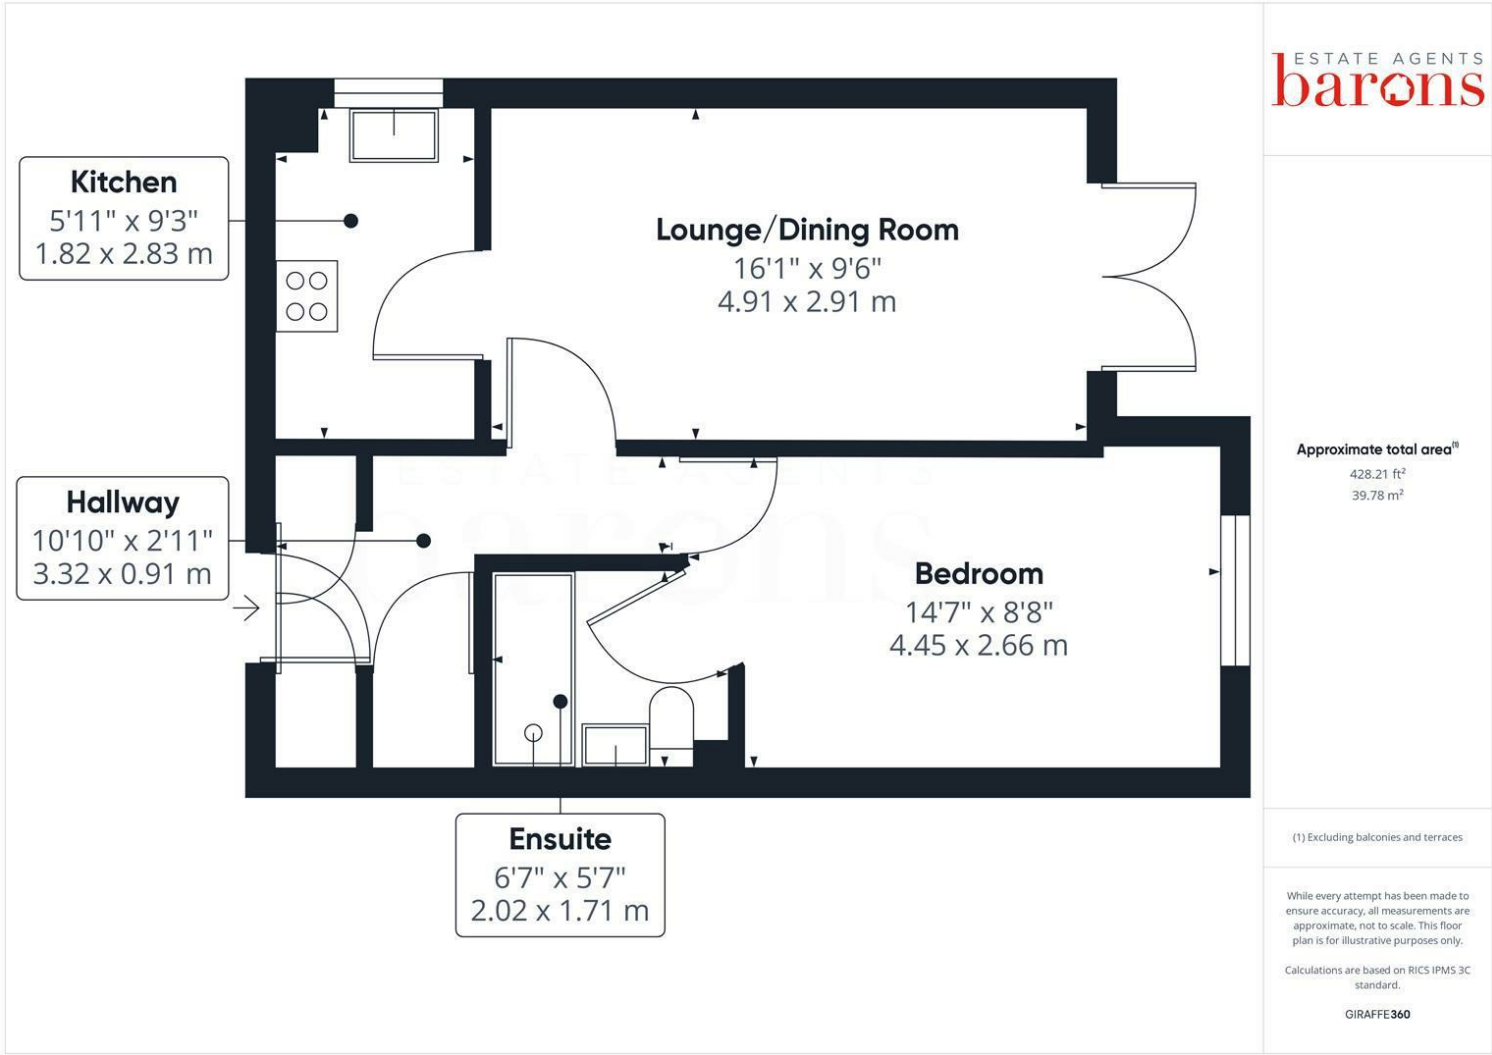 ESTATE AGENTS
barons
Kitchen
5'11" x 9'3"
1.82 x 2.83 m
Lounge/Dining Room
16'1" x 9'6"
4.91 x 2.91 m
Hallway
10'10" x 2'11"
3.32 x 0.91 m
ESTATE AGENTS
barons
Bedroom
14'7" x 8'8"
4.45 x 2.66 m
Ensuite
6'7" x 5'7"
2.02 x 1.71 m
Approximate total area(1)
428.21 ft²
39.78 m²
(1) Excluding balconies and terraces
While every attempt has been made to
ensure accuracy, all measurements are
approximate, not to scale. This floor
plan is for illustrative purposes only.
Calculations are based on RICS IPMS 3C
standard.
GIRAFFE360